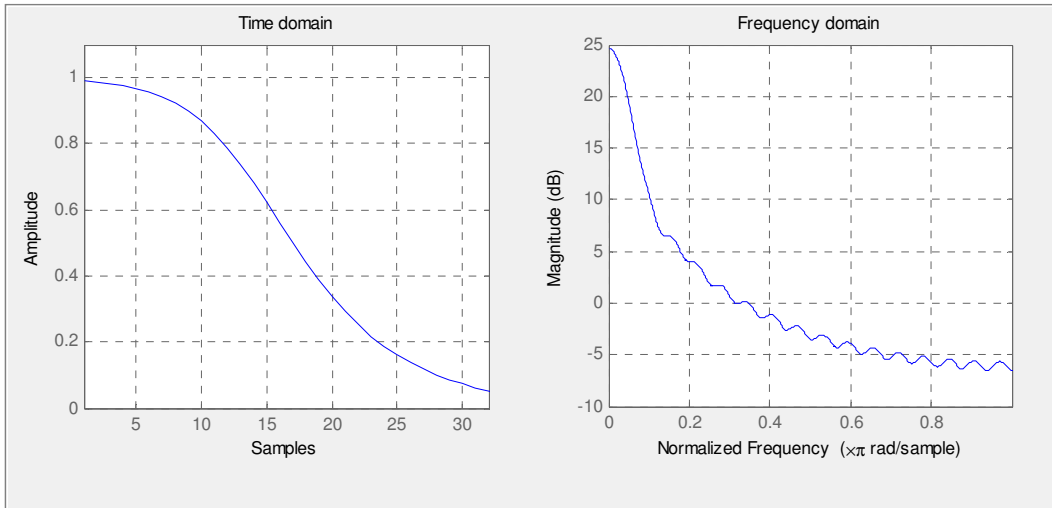 Time domain
1
0.8
0.6
0.4
0.2
0
Amplitude
5 10 15 20 25 30
Samples
Frequency domain
25
20
15
10
5
0
-5
-10
Magnitude (dB)
0 0.2 0.4 0.6 0.8
Normalized Frequency (×π rad/sample)